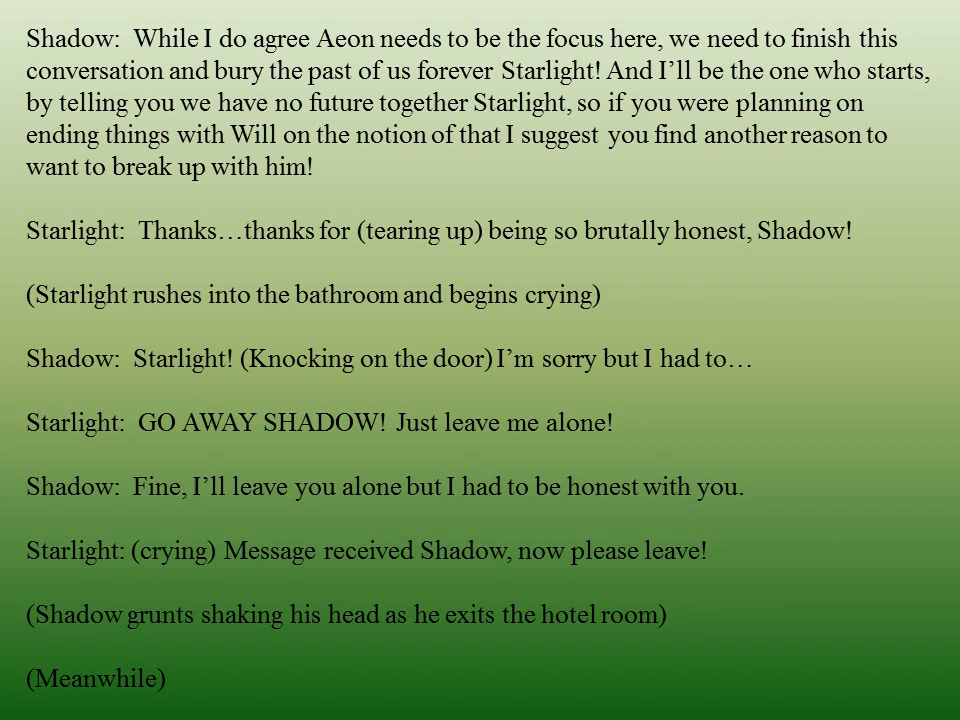 Shadow:  While I do agree Aeon needs to be the focus here, we need to finish this
conversation and bury the past of us forever Starlight! And I’ll be the one who starts,
by telling you we have no future together Starlight, so if you were planning on
ending things with Will on the notion of that I suggest you find another reason to
want to break up with him!
Starlight:  Thanks…thanks for (tearing up) being so brutally honest, Shadow!
(Starlight rushes into the bathroom and begins crying)
Shadow:  Starlight! (Knocking on the door) I’m sorry but I had to…
Starlight:  GO AWAY SHADOW! Just leave me alone!
Shadow:  Fine, I’ll leave you alone but I had to be honest with you.
Starlight: (crying) Message received Shadow, now please leave!
(Shadow grunts shaking his head as he exits the hotel room)
(Meanwhile)